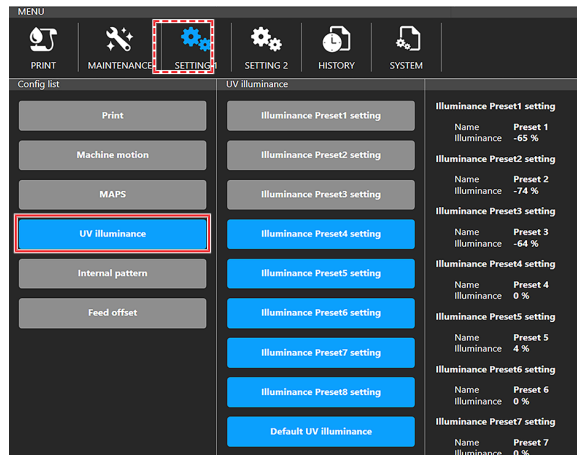 MENU
PRINT
MAINTENANCE
SETTING 1
SETTING 2
HISTORY
SYSTEM
Config list
Print
Machine motion
MAPS
UV illuminance
Internal pattern
Feed offset
UV illuminance
Illuminance Preset1 setting
Illuminance Preset2 setting
Illuminance Preset3 setting
Illuminance Preset4 setting
Illuminance Preset5 setting
Illuminance Preset6 setting
Illuminance Preset7 setting
Illuminance Preset8 setting
Default UV illuminance
Illuminance Preset1 setting
Name Preset 1
Illuminance -65 %
Illuminance Preset2 setting
Name Preset 2
Illuminance -74 %
Illuminance Preset3 setting
Name Preset 3
Illuminance -64 %
Illuminance Preset4 setting
Name Preset 4
Illuminance 0 %
Illuminance Preset5 setting
Name Preset 5
Illuminance 4 %
Illuminance Preset6 setting
Name Preset 6
Illuminance 0 %
Illuminance Preset7 setting
Name Preset 7
Illuminance 0 %